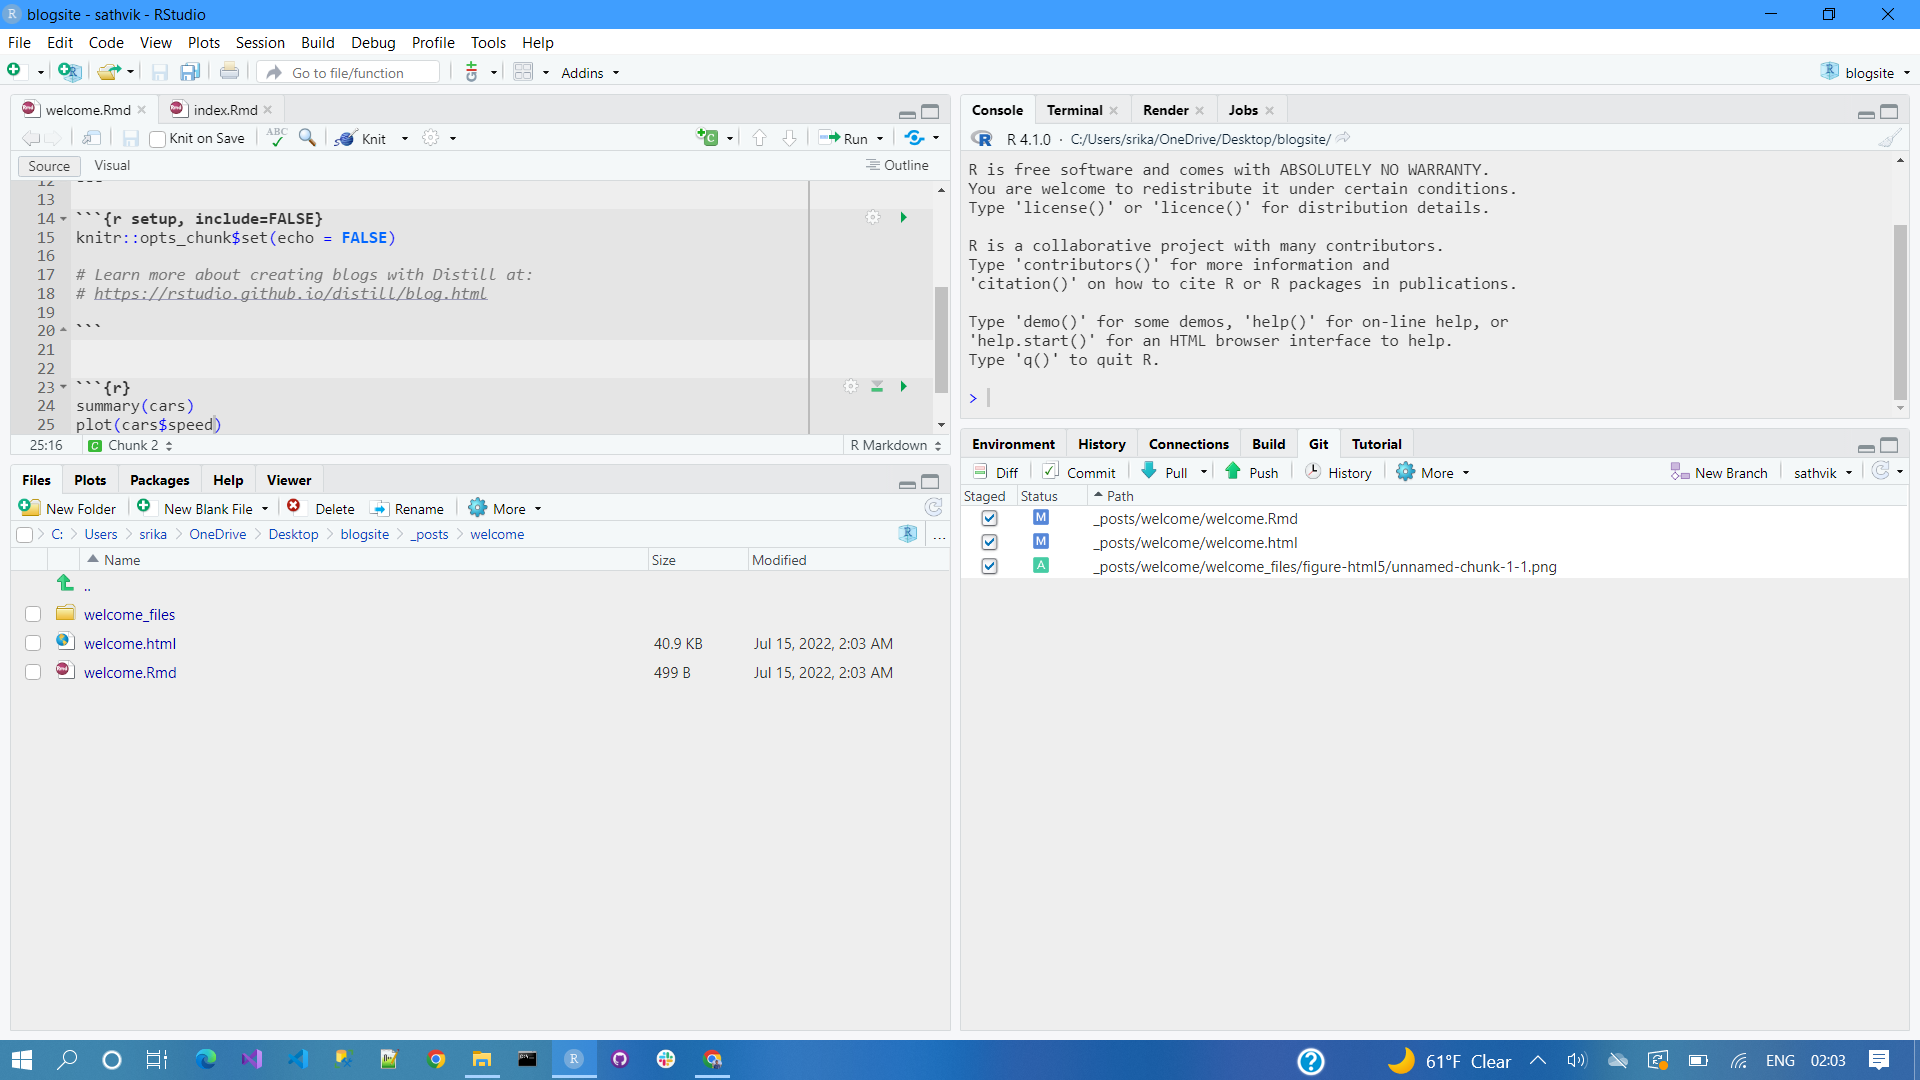 blogsite - sathvik - RStudio
File Edit Code View Plots Session Build Debug Profile Tools Help
Go to file/function Addins blogsite
welcome.Rmd index.Rmd
Knit on Save ABC Knit Run
Source Visual Outline
12 ---
13
14 ```{r setup, include=FALSE}
15 knitr::opts_chunk$set(echo = FALSE)
16
17 # Learn more about creating blogs with Distill at:
18 # https://rstudio.github.io/distill/blog.html
19
20 ```
21
22
23 ```{r}
24 summary(cars)
25 plot(cars$speed)
25:16 Chunk 2 R Markdown
Files Plots Packages Help Viewer
New Folder New Blank File Delete Rename More
C: Users srika OneDrive Desktop blogsite _posts welcome ...
Name Size Modified
..
welcome_files
welcome.html 40.9 KB Jul 15, 2022, 2:03 AM
welcome.Rmd 499 B Jul 15, 2022, 2:03 AM
Console Terminal Render Jobs
R 4.1.0 · C:/Users/srika/OneDrive/Desktop/blogsite/
R is free software and comes with ABSOLUTELY NO WARRANTY.
You are welcome to redistribute it under certain conditions.
Type 'license()' or 'licence()' for distribution details.
R is a collaborative project with many contributors.
Type 'contributors()' for more information and
'citation()' on how to cite R or R packages in publications.
Type 'demo()' for some demos, 'help()' for on-line help, or
'help.start()' for an HTML browser interface to help.
Type 'q()' to quit R.
>
Environment History Connections Build Git Tutorial
Diff Commit Pull Push History More New Branch sathvik
Staged Status Path
M _posts/welcome/welcome.Rmd
M _posts/welcome/welcome.html
A _posts/welcome/welcome_files/figure-html5/unnamed-chunk-1-1.png
61°F Clear ENG 02:03